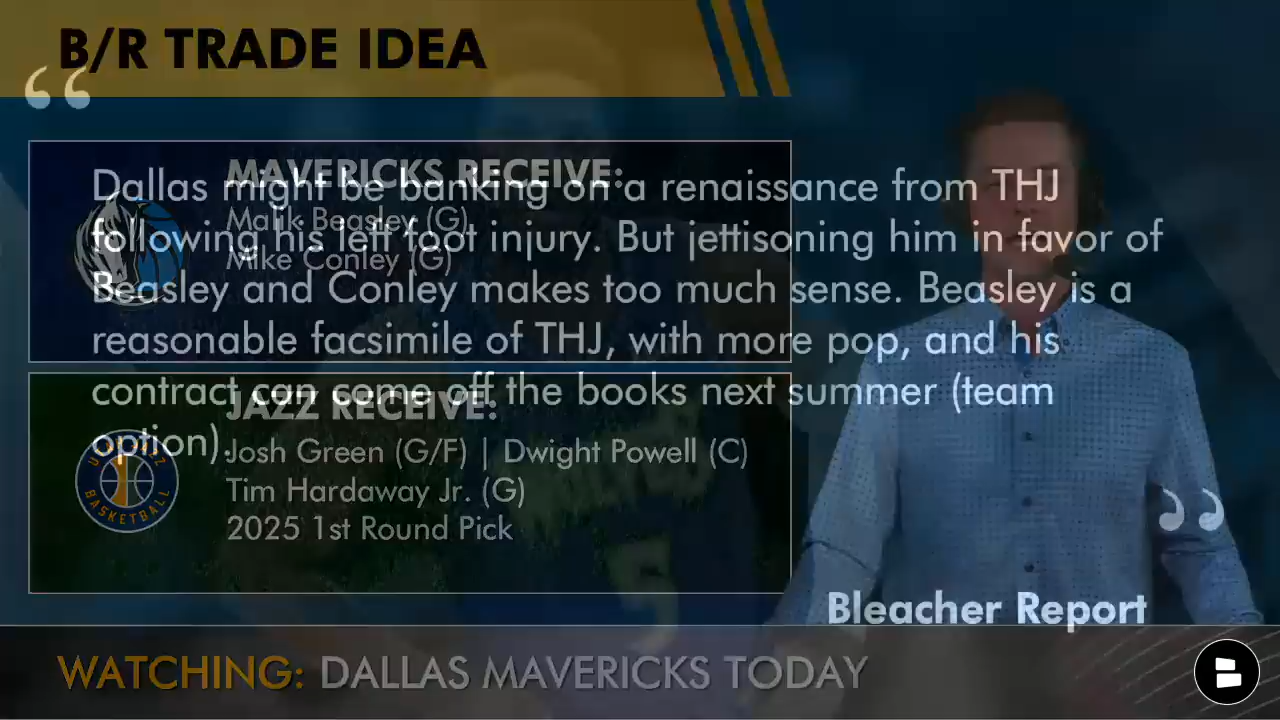 B/R TRADE IDEA
“
MAVERICKS RECEIVE:
Malik Beasley (G)
Mike Conley (G)
Dallas might be banking on a renaissance from THJ
following his left foot injury. But jettisoning him in favor of
Beasley and Conley makes too much sense. Beasley is a
reasonable facsimile of THJ, with more pop, and his
contract can come off the books next summer (team
option).
JAZZ RECEIVE:
Josh Green (G/F) | Dwight Powell (C)
Tim Hardaway Jr. (G)
2025 1st Round Pick
UTAH JAZZ
BASKETBALL
”
Bleacher Report
WATCHING: DALLAS MAVERICKS TODAY